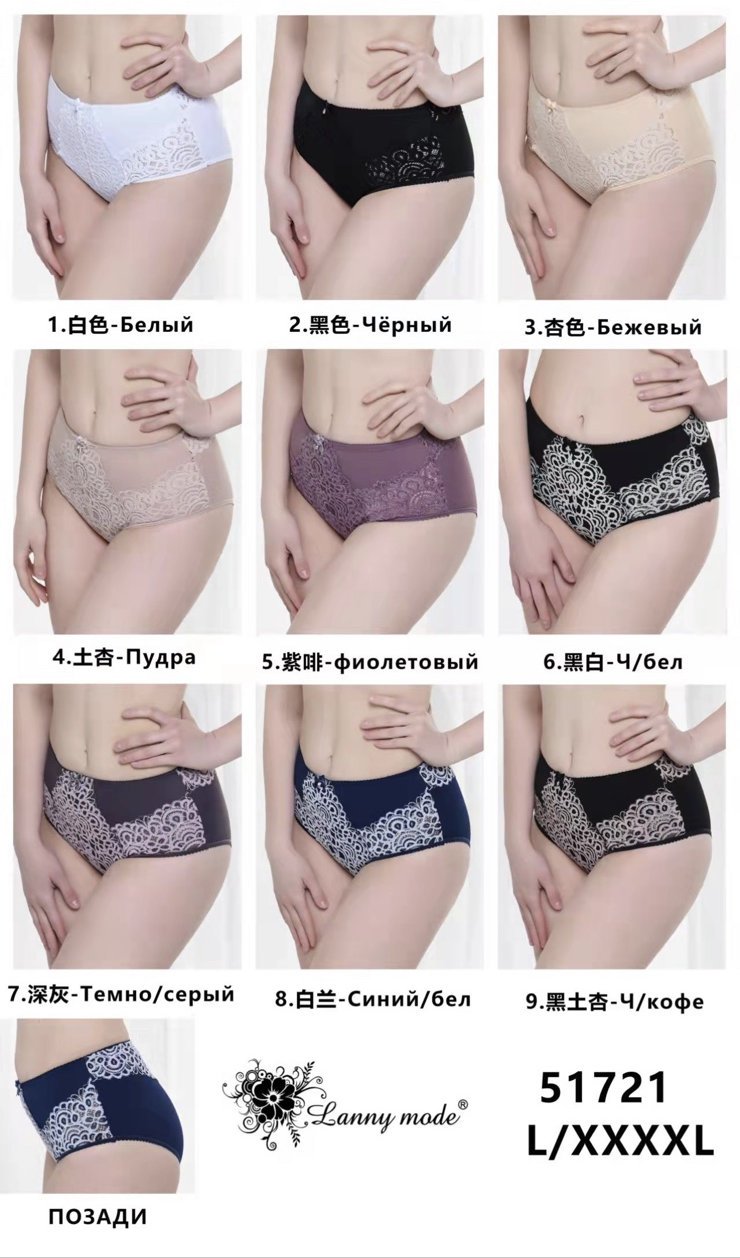 1.白色-Белый
2.黑色-Чёрный
3.杏色-Бежевый
4.土杏-Пудра
5.紫啡-фиолетовый
6.黑白-Ч/бел
7.深灰-Темно/серый
8.白兰-Синий/бел
9.黑土杏-Ч/кофе
ПОЗАДИ
Lanny mode®
51721
L/XXXXL